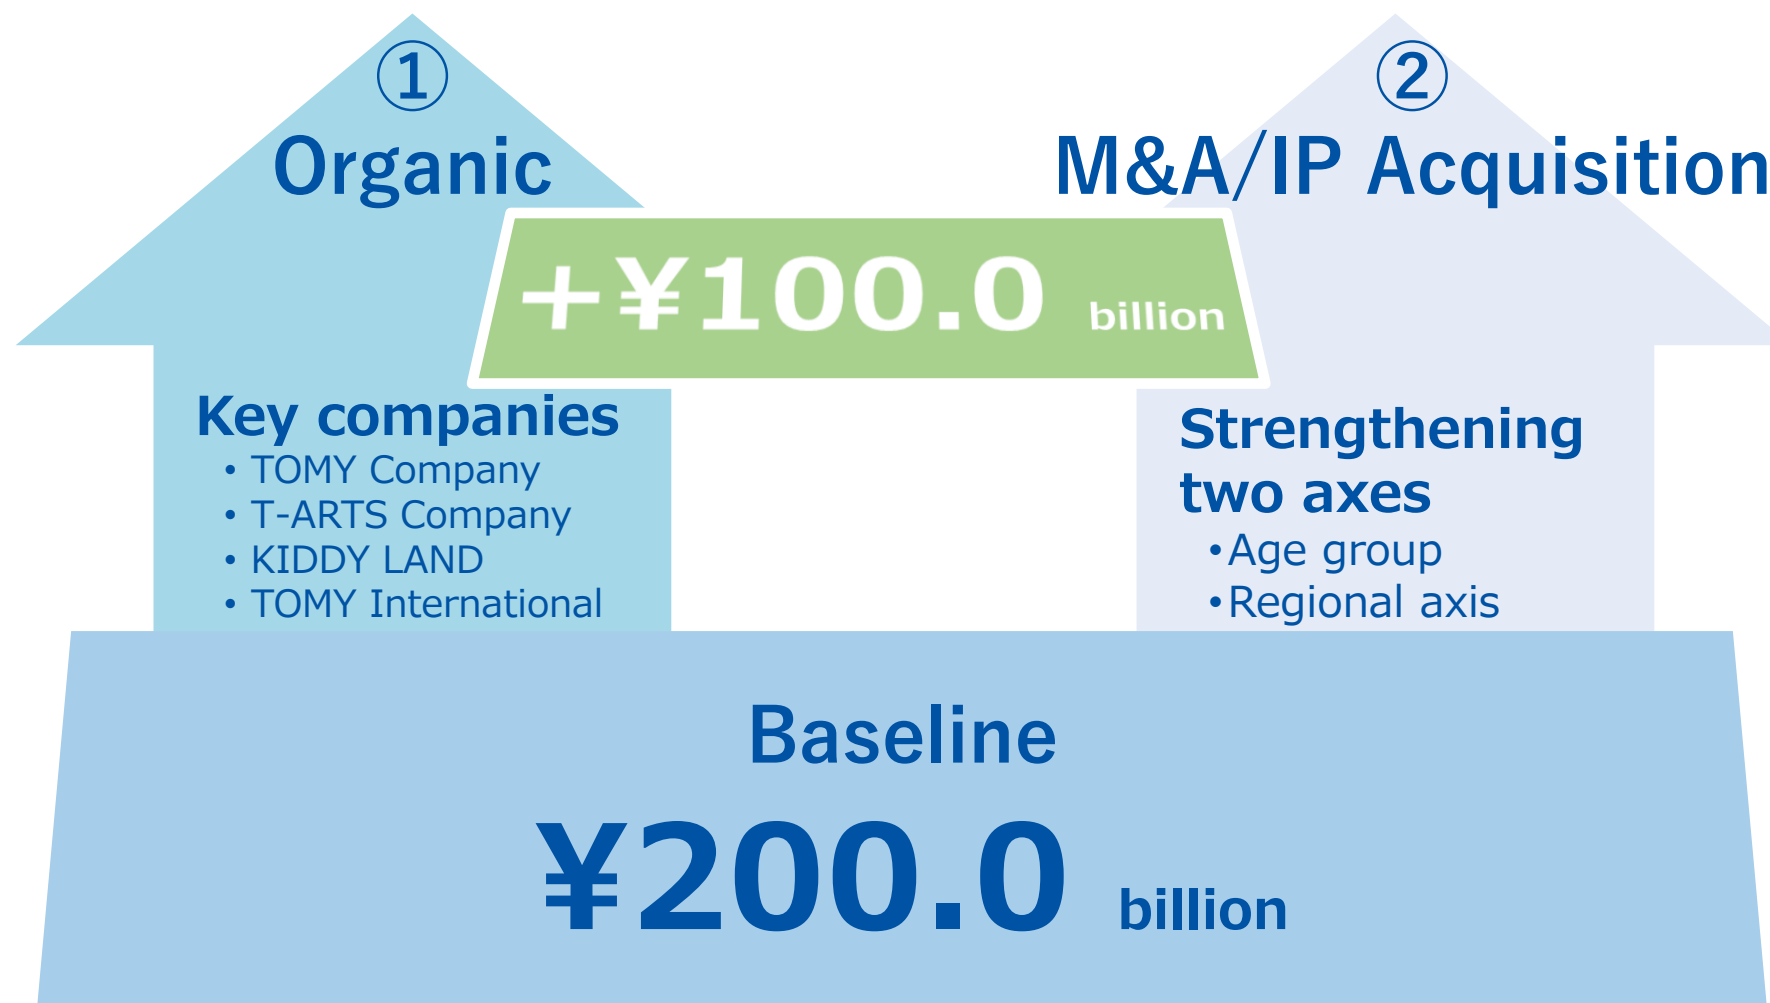 ①
Organic
②
M&A/IP Acquisition
+¥100.0 billion
Key companies
• TOMY Company
• T-ARTS Company
• KIDDY LAND
• TOMY International
Strengthening
two axes
•Age group
•Regional axis
Baseline
¥200.0 billion